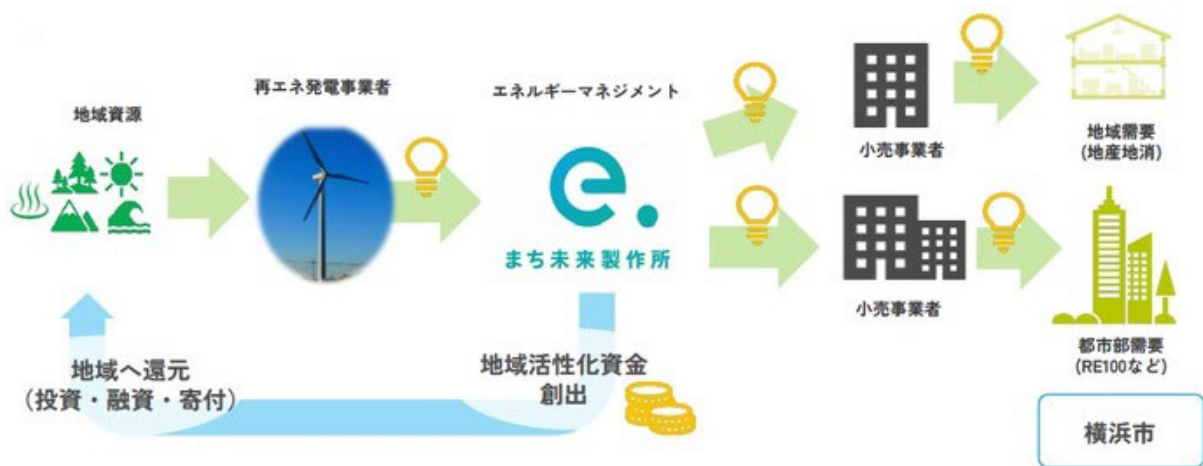 地域資源
再エネ発電事業者
エネルギーマネジメント
e.
まち未来製作所
小売事業者
地域需要
(地産地消)
小売事業者
都市部需要
(RE100など)
横浜市
地域活性化資金
創出
地域へ還元
（投資・融資・寄付）